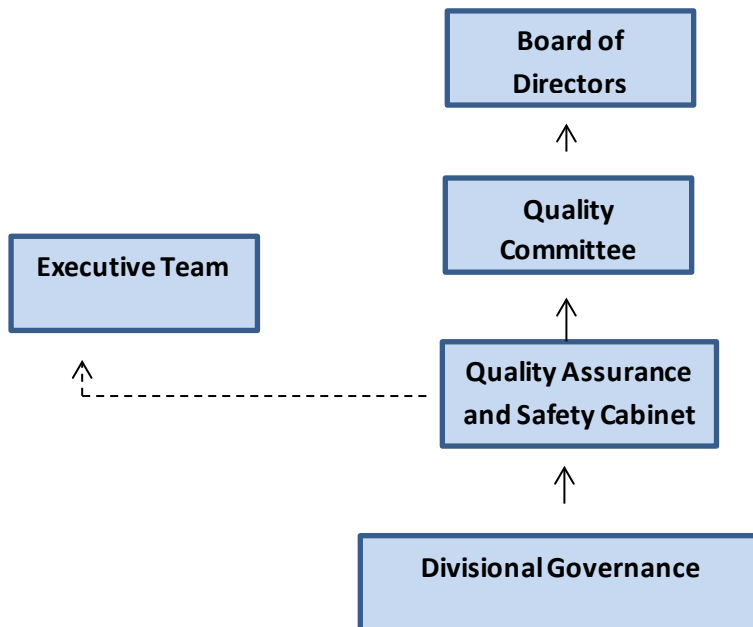 Board of
Directors
Quality
Committee
Executive Team
Quality Assurance
and Safety Cabinet
Divisional Governance